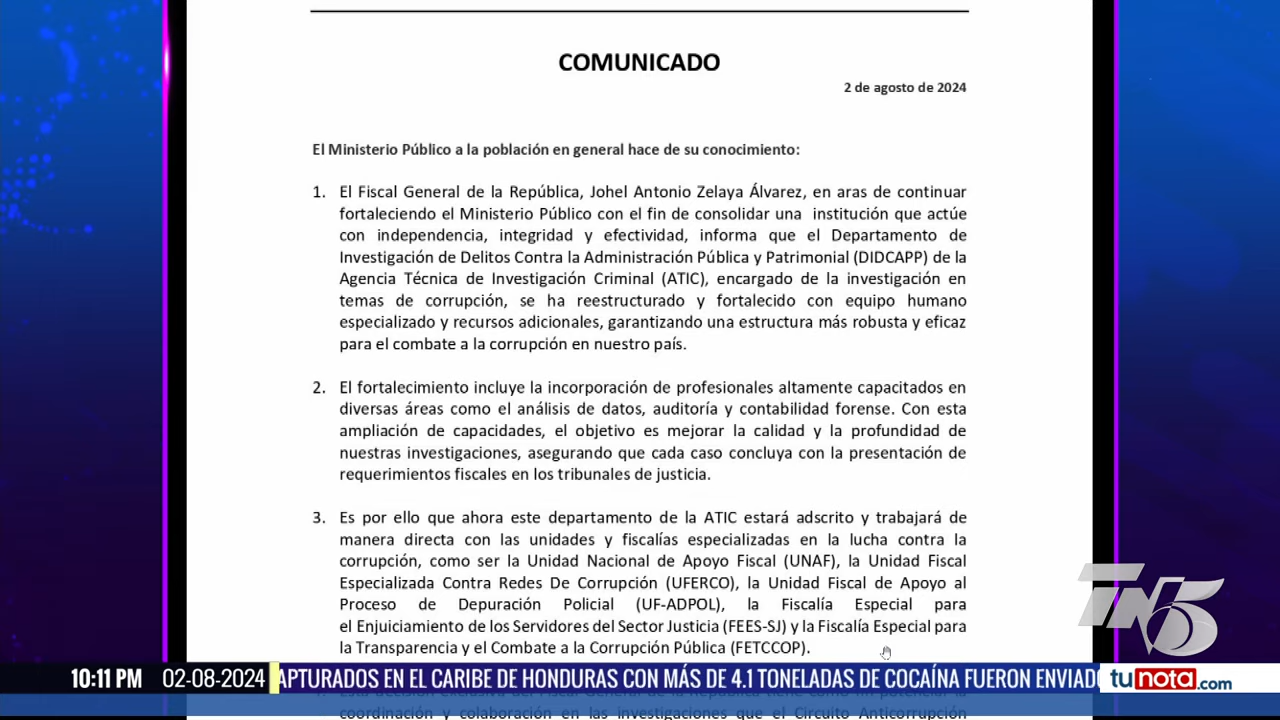 COMUNICADO
2 de agosto de 2024
El Ministerio Público a la población en general hace de su conocimiento:
1. El Fiscal General de la República, Johel Antonio Zelaya Álvarez, en aras de continuar
fortaleciendo el Ministerio Público con el fin de consolidar una institución que actúe
con independencia, integridad y efectividad, informa que el Departamento de
Investigación de Delitos Contra la Administración Pública y Patrimonial (DIDCAPP) de la
Agencia Técnica de Investigación Criminal (ATIC), encargado de la investigación en
temas de corrupción, se ha reestructurado y fortalecido con equipo humano
especializado y recursos adicionales, garantizando una estructura más robusta y eficaz
para el combate a la corrupción en nuestro país.
2. El fortalecimiento incluye la incorporación de profesionales altamente capacitados en
diversas áreas como el análisis de datos, auditoría y contabilidad forense. Con esta
ampliación de capacidades, el objetivo es mejorar la calidad y la profundidad de
nuestras investigaciones, asegurando que cada caso concluya con la presentación de
requerimientos fiscales en los tribunales de justicia.
3. Es por ello que ahora este departamento de la ATIC estará adscrito y trabajará de
manera directa con las unidades y fiscalías especializadas en la lucha contra la
corrupción, como ser la Unidad Nacional de Apoyo Fiscal (UNAF), la Unidad Fiscal
Especializada Contra Redes De Corrupción (UFERCO), la Unidad Fiscal de Apoyo al
Proceso de Depuración Policial (UF-ADPOL), la Fiscalía Especial para
el Enjuiciamiento de los Servidores del Sector Justicia (FEES-SJ) y la Fiscalía Especial para
la Transparencia y el Combate a la Corrupción Pública (FETCCOP).
TN5
10:11 PM 02-08-2024 APTURADOS EN EL CARIBE DE HONDURAS CON MÁS DE 4.1 TONELADAS DE COCAÍNA FUERON ENVIADO tunota.com
coordinación y colaboración en las investigaciones que el Circuito Anticorrupción